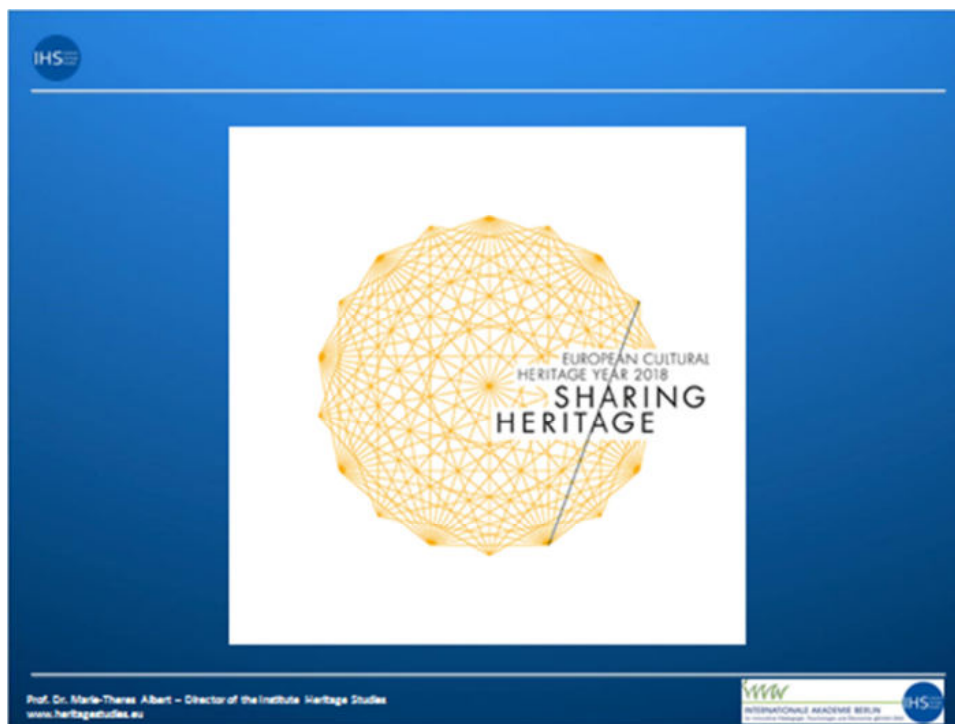 IHS
EUROPEAN CULTURAL
HERITAGE YEAR 2018
SHARING
HERITAGE
Prof. Dr. Marie-Theres Albert – Director of the Institute Heritage Studies
www.heritagestudies.eu
INTERNATIONALE AKADEMIE BERLIN
IHS